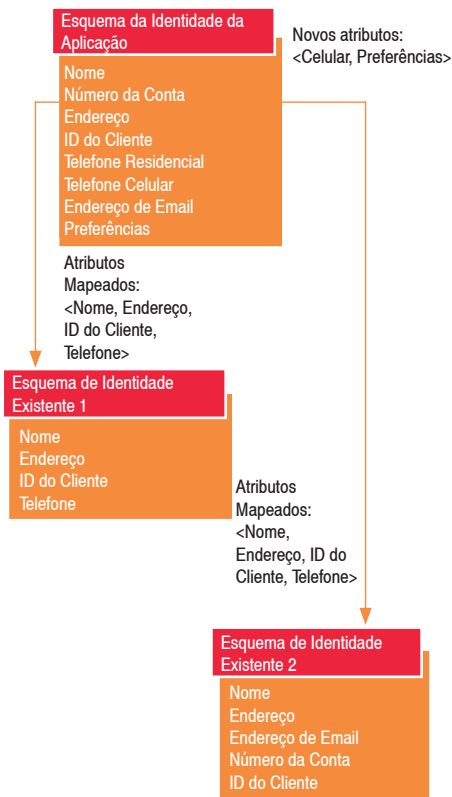 Esquema da Identidade da
Aplicação
Nome
Número da Conta
Endereço
ID do Cliente
Telefone Residencial
Telefone Celular
Endereço de Email
Preferências
Novos atributos:
<Celular, Preferências>
Atributos
Mapeados:
<Nome, Endereço,
ID do Cliente,
Telefone>
Esquema de Identidade
Existente 1
Nome
Endereço
ID do Cliente
Telefone
Atributos
Mapeados:
<Nome,
Endereço, ID do
Cliente, Telefone>
Esquema de Identidade
Existente 2
Nome
Endereço
Endereço de Email
Número da Conta
ID do Cliente